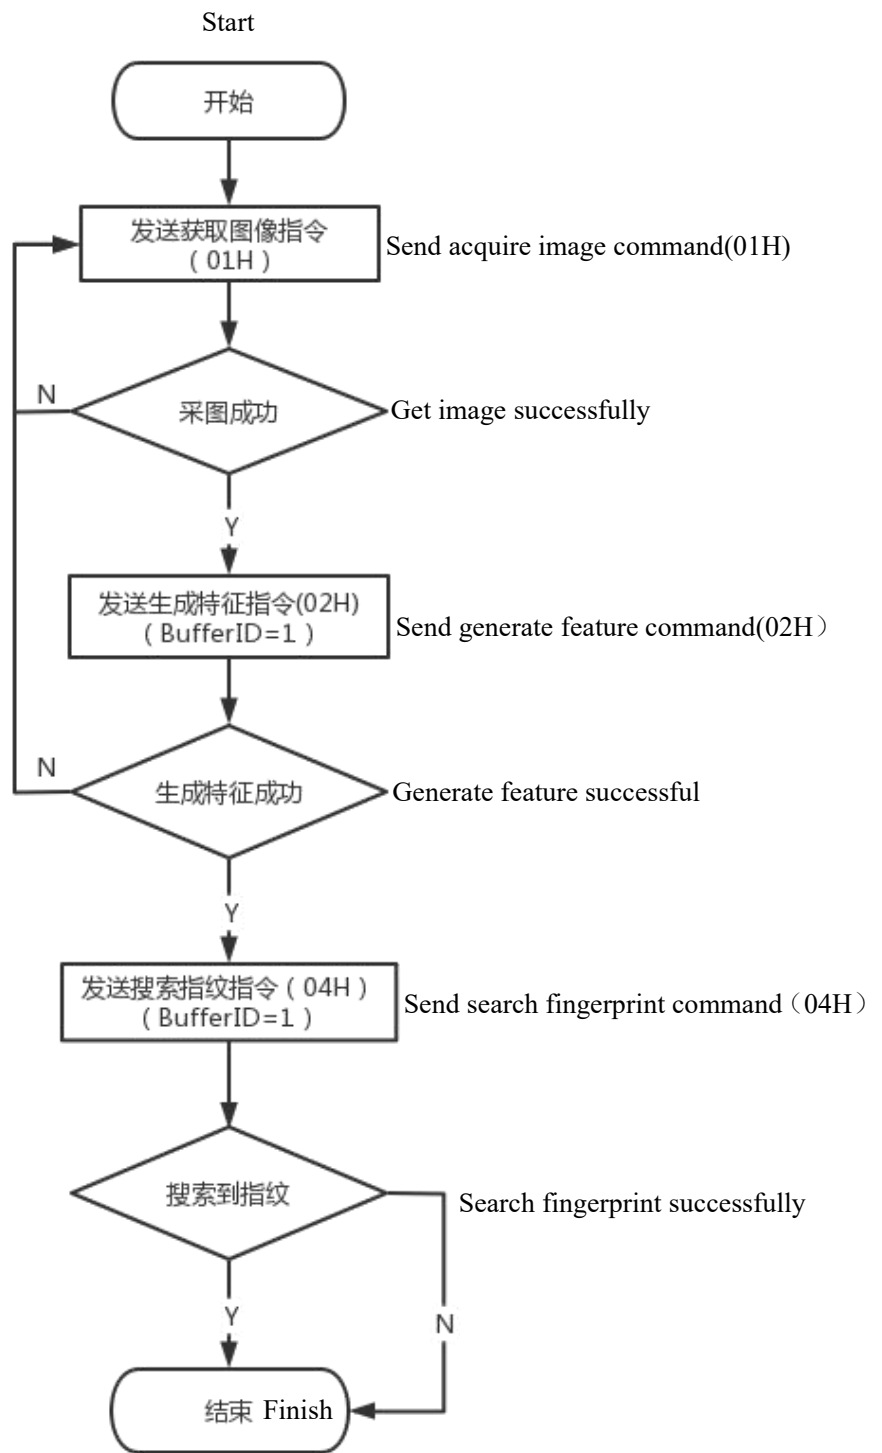 Start
开始
发送获取图像指令
（01H）
Send acquire image command(01H)
N
采图成功
Get image successfully
Y
发送生成特征指令(02H)
（BufferID=1）
Send generate feature command(02H）
N
生成特征成功
Generate feature successful
Y
发送搜索指纹指令（04H）
（BufferID=1）
Send search fingerprint command（04H）
搜索到指纹
Search fingerprint successfully
Y
N
结束 Finish